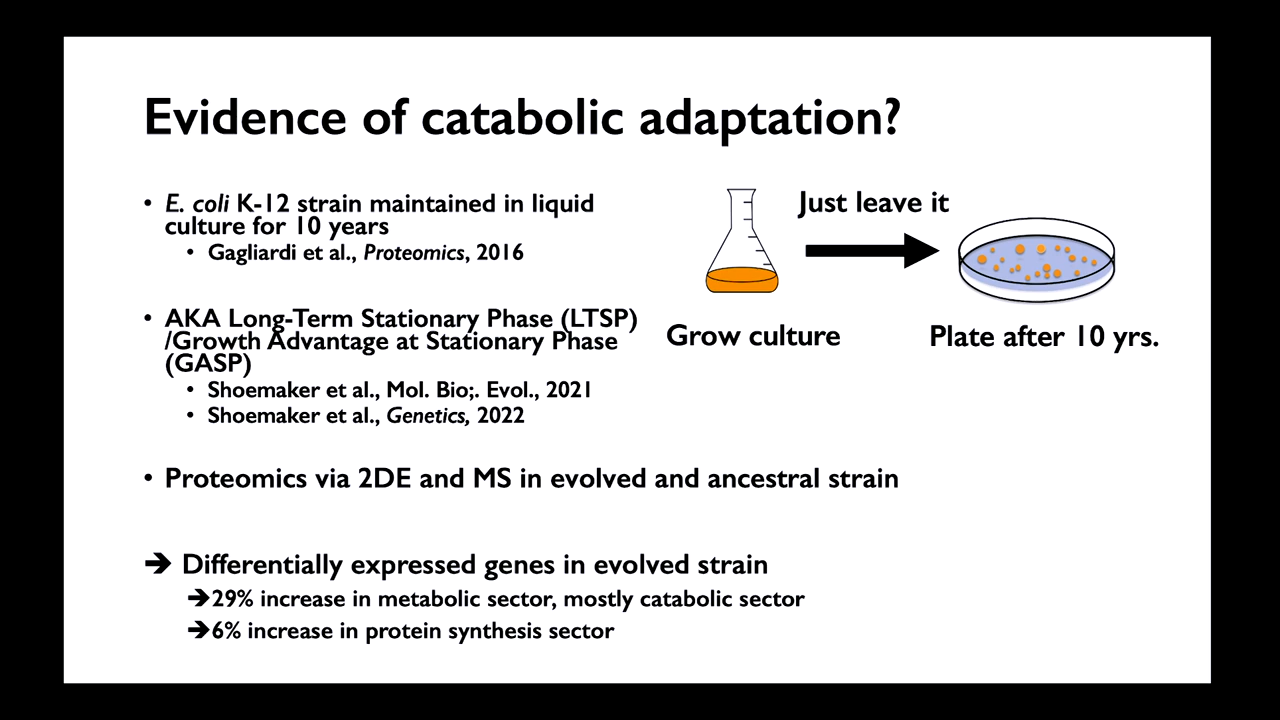 Evidence of catabolic adaptation?
• E. coli K-12 strain maintained in liquid
culture for 10 years
• Gagliardi et al., Proteomics, 2016
• AKA Long-Term Stationary Phase (LTSP)
/Growth Advantage at Stationary Phase
(GASP)
• Shoemaker et al., Mol. Bio;. Evol., 2021
• Shoemaker et al., Genetics, 2022
Just leave it
Grow culture
Plate after 10 yrs.
• Proteomics via 2DE and MS in evolved and ancestral strain
➔ Differentially expressed genes in evolved strain
➔29% increase in metabolic sector, mostly catabolic sector
➔6% increase in protein synthesis sector